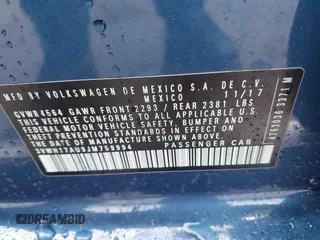 MFD BY VOLKSWAGEN DE MEXICO S.A. DE C.V.
MEXICO 11/17
GVWR 4564 GAWR FRONT 2293 / REAR 2381 LBS
THIS VEHICLE CONFORMS TO ALL APPLICABLE U.S.
FEDERAL MOTOR VEHICLE SAFETY, BUMPER AND
THEFT PREVENTION STANDARDS IN EFFECT ON THE
DATE OF MANUFACTURE SHOWN ABOVE.
PASSENGER CAR
DREAMBID